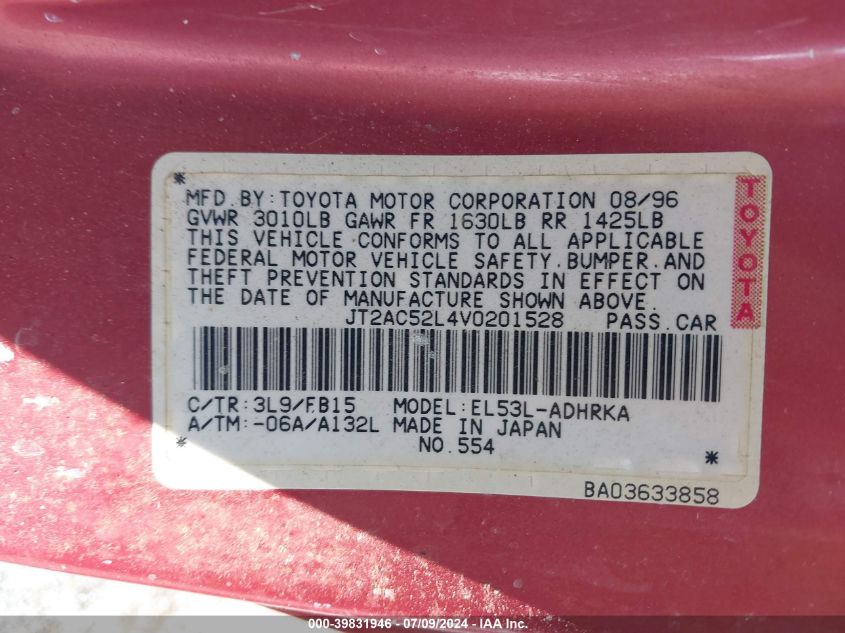 MFD.BY:TOYOTA MOTOR CORPORATION 08/96
GVWR 3010LB GAWR FR 1630LB RR 1425LB
THIS VEHICLE CONFORMS TO ALL APPLICABLE
FEDERAL MOTOR VEHICLE SAFETY,BUMPER,AND
THEFT PREVENTION STANDARDS IN EFFECT ON
THE DATE OF MANUFACTURE SHOWN ABOVE.
JT2AC52L4V0201528 PASS.CAR
TOYOTA
C/TR:3L9/FB15 MODEL:EL53L-ADHRKA
A/TM:-06A/A132L MADE IN JAPAN
NO.554
BA03633858
000-39831946 - 07/09/2024 - www.iaai.com